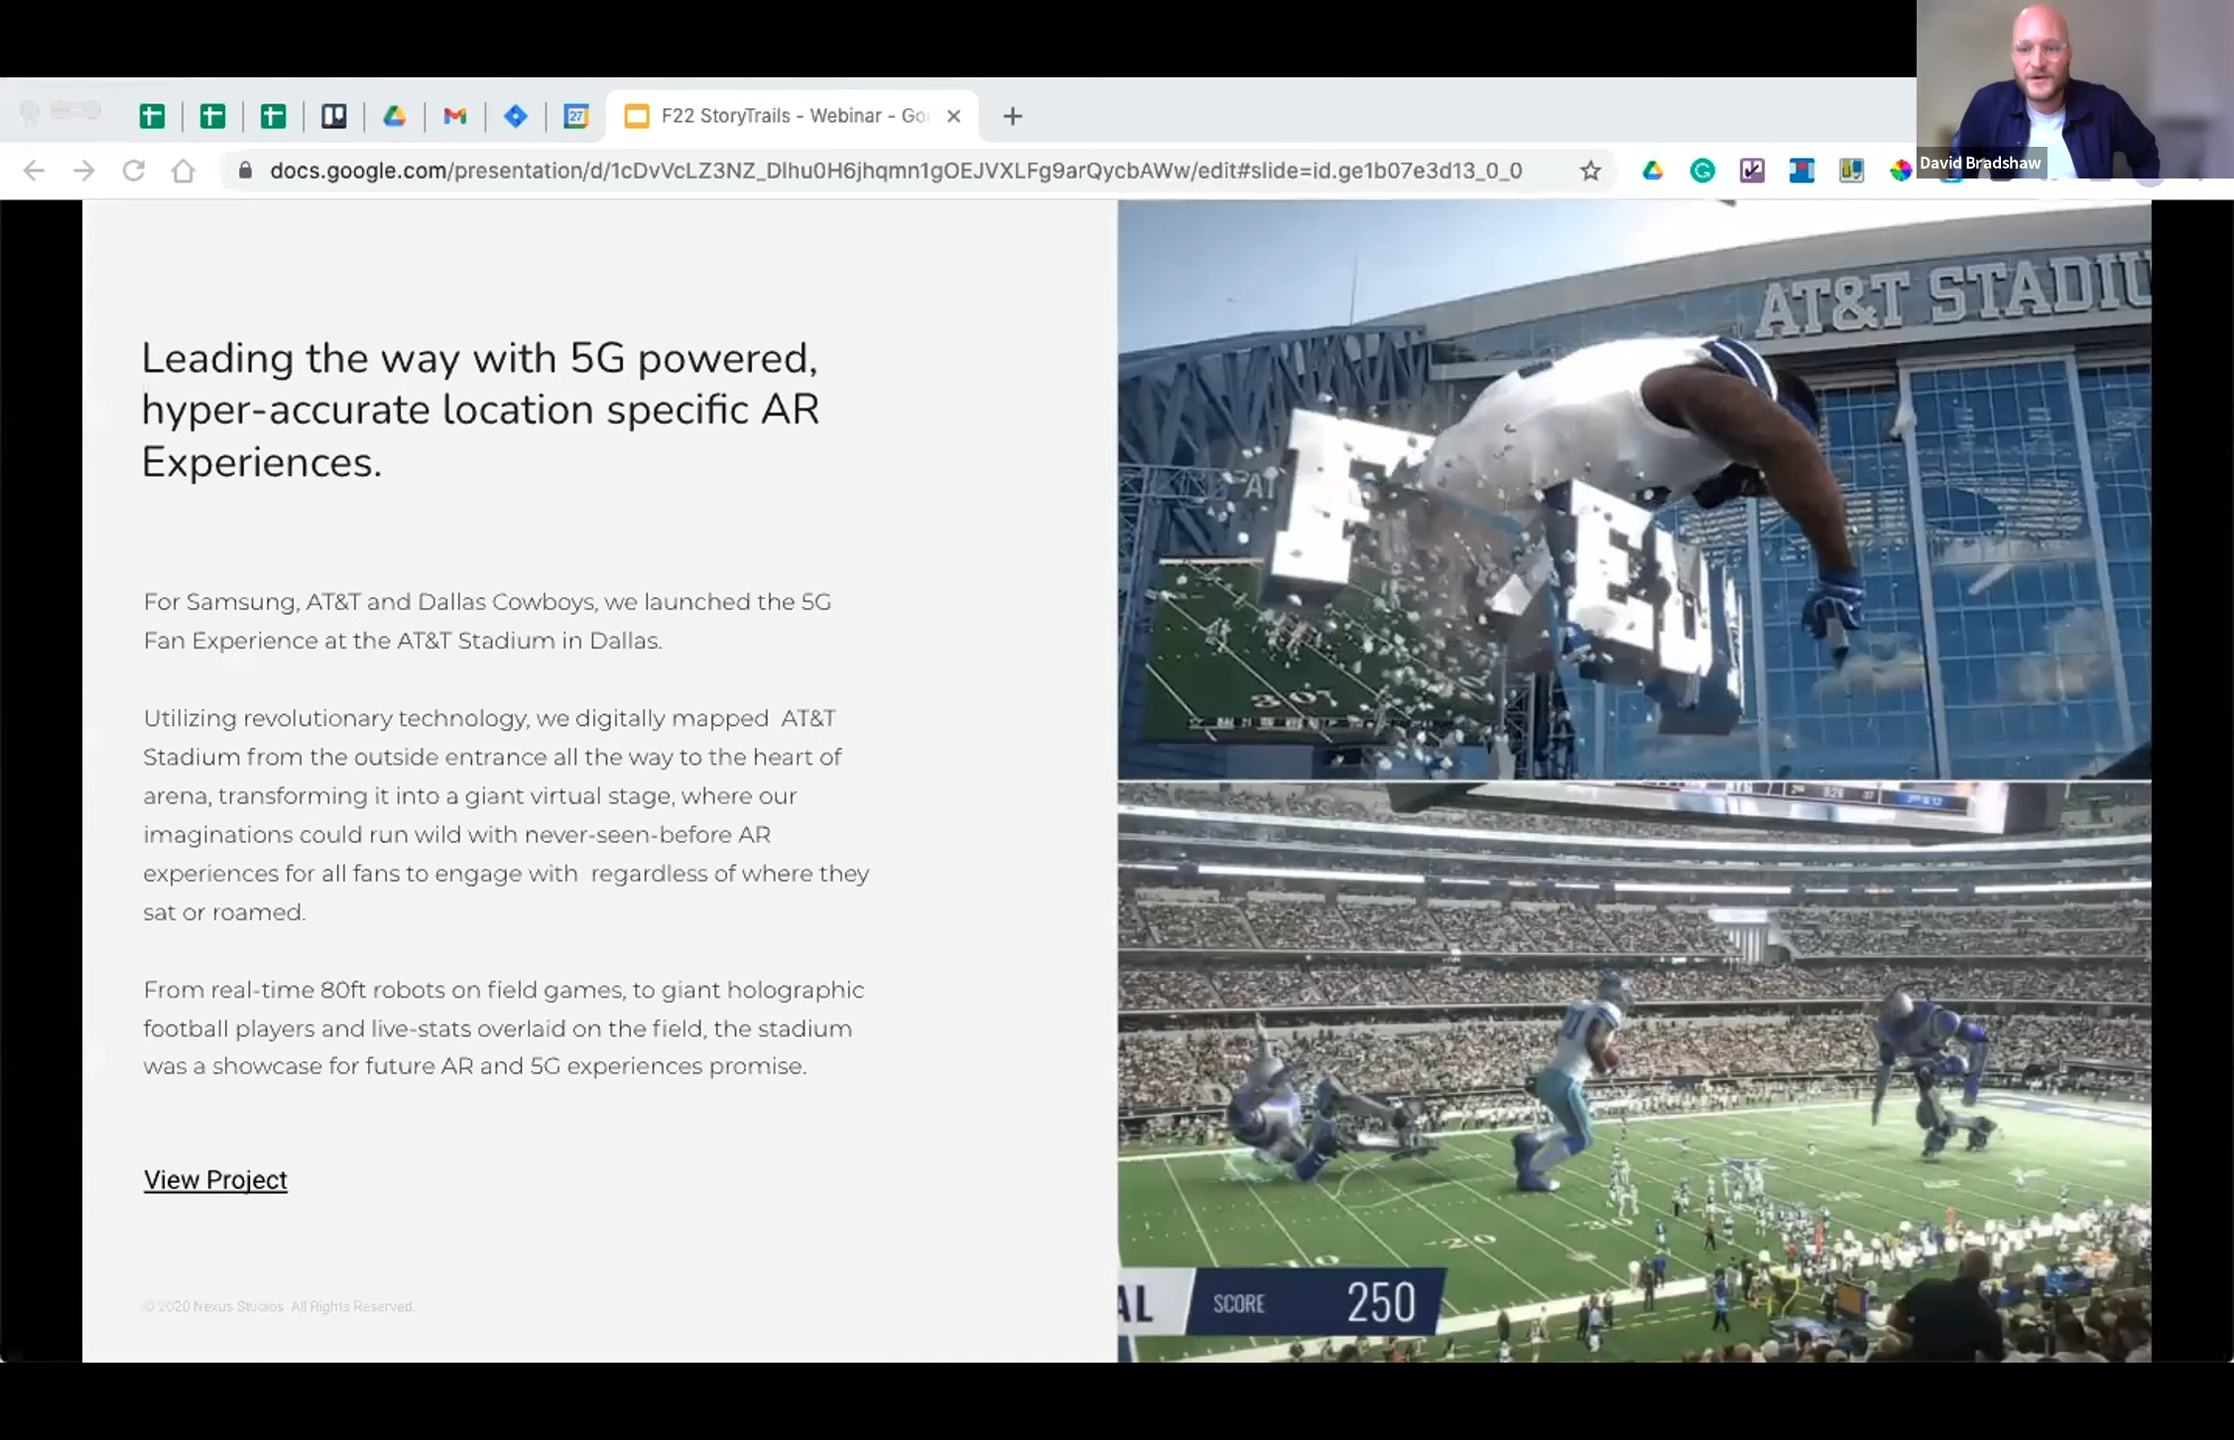 27
F22 StoryTrails - Webinar - Go
docs.google.com/presentation/d/1cDvVcLZ3NZ_Dlhu0H6jhqmn1gOEJVXLFg9arQycbAWw/edit#slide=id.ge1b07e3d13_0_0
David Bradshaw
Leading the way with 5G powered,
hyper-accurate location specific AR
Experiences.
For Samsung, AT&T and Dallas Cowboys, we launched the 5G
Fan Experience at the AT&T Stadium in Dallas.
Utilizing revolutionary technology, we digitally mapped  AT&T
Stadium from the outside entrance all the way to the heart of
arena, transforming it into a giant virtual stage, where our
imaginations could run wild with never-seen-before AR
experiences for all fans to engage with  regardless of where they
sat or roamed.
From real-time 80ft robots on field games, to giant holographic
football players and live-stats overlaid on the field, the stadium
was a showcase for future AR and 5G experiences promise.
View Project
© 2020 Nexus Studios  All Rights Reserved.
AT&T STADIU
AL SCORE 250